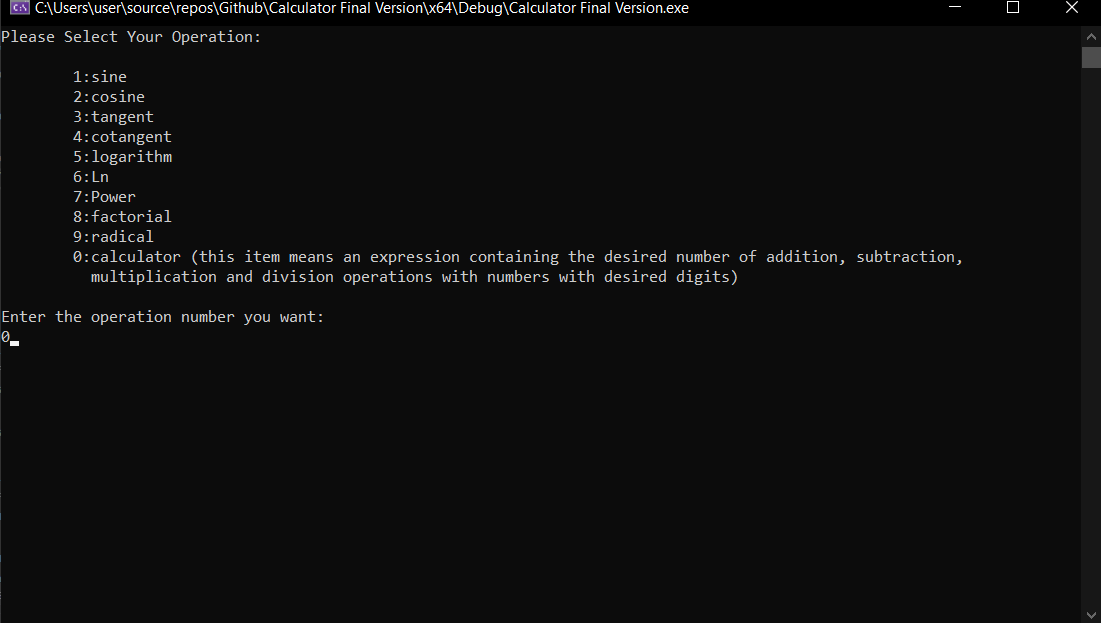 C:\Users\user\source\repos\Github\Calculator Final Version\x64\Debug\Calculator Final Version.exe
Please Select Your Operation:
1:sine
2:cosine
3:tangent
4:cotangent
5:logarithm
6:Ln
7:Power
8:factorial
9:radical
0:calculator (this item means an expression containing the desired number of addition, subtraction,
multiplication and division operations with numbers with desired digits)
Enter the operation number you want:
0